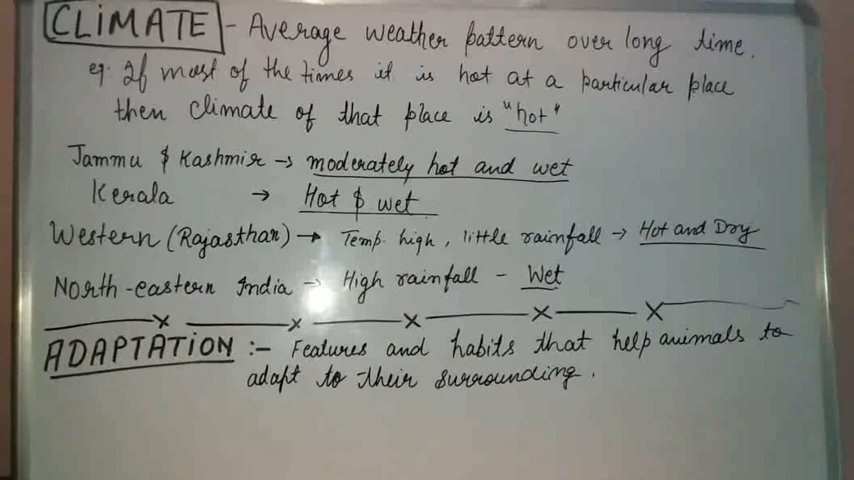 CLIMATE - Average weather pattern over long time.
eg: If most of the times it is hot at a particular place
then climate of that place is "hot"
Jammu & Kashmir → moderately hot and wet
Kerala → Hot & wet
Western (Rajasthan) → Temp. high, little rainfall → Hot and Dry
North-eastern India → High rainfall - Wet
ADAPTATION :- Features and habits that help animals to
adapt to their surrounding.